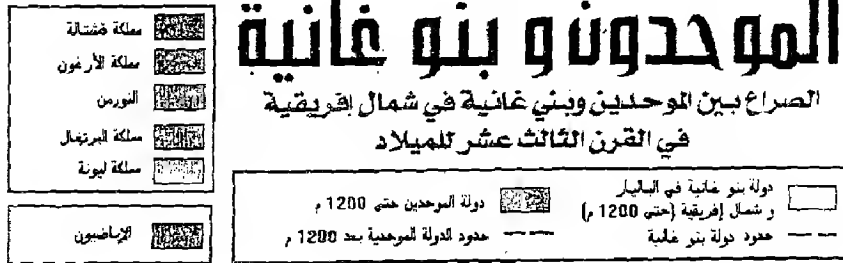 الموحدون و بنو غانية
الصراع بين الموحدين وبني غانية في شمال إفريقية
في القرن الثالث عشر للميلاد
مملكة قشتالة
مملكة الأرغون
النورمن
مملكة البرتغال
مملكة ليونة
الإباضيون
دولة بنو غانية في الباليار
و شمال إفريقية (حتى 1200 م)
حدود دولة بنو غانية
دولة الموحدين حتى 1200 م
حدود الدولة الموحدية بعد 1200 م